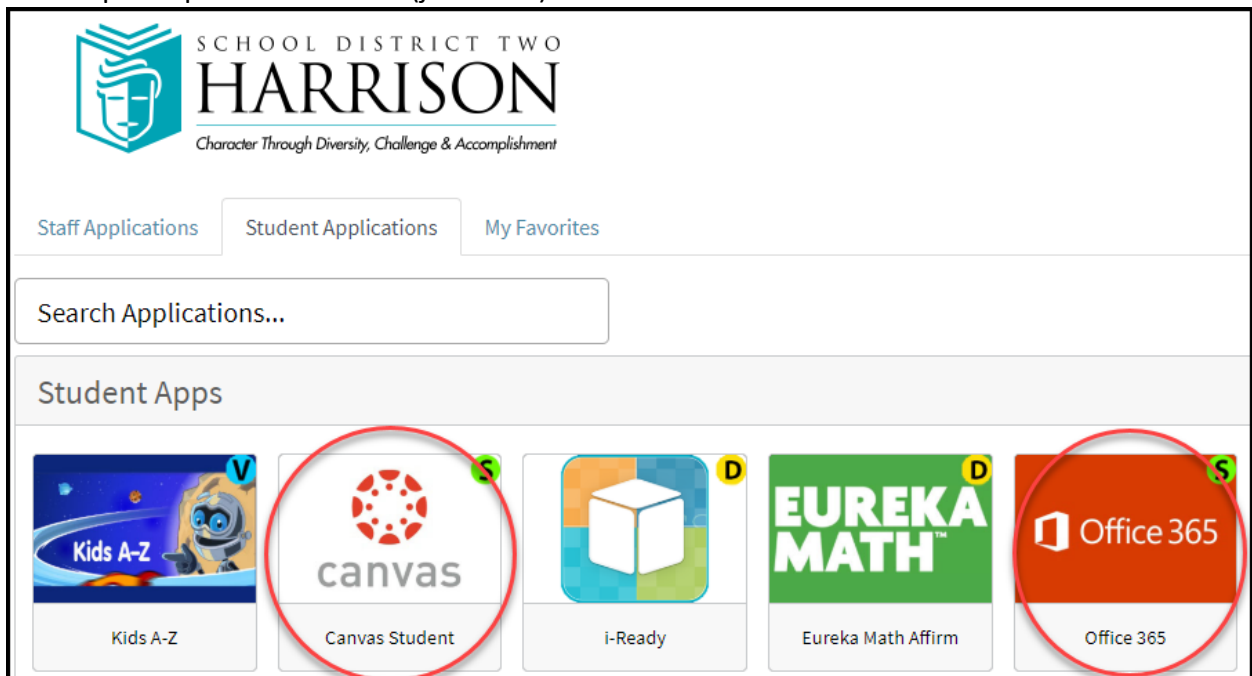 SCHOOL DISTRICT TWO
HARRISON
Character Through Diversity, Challenge & Accomplishment
Staff Applications Student Applications My Favorites
Search Applications...
Student Apps
V S D D S
Kids A-Z canvas EUREKA MATH™ Office 365
Kids A-Z Canvas Student i-Ready Eureka Math Affirm Office 365